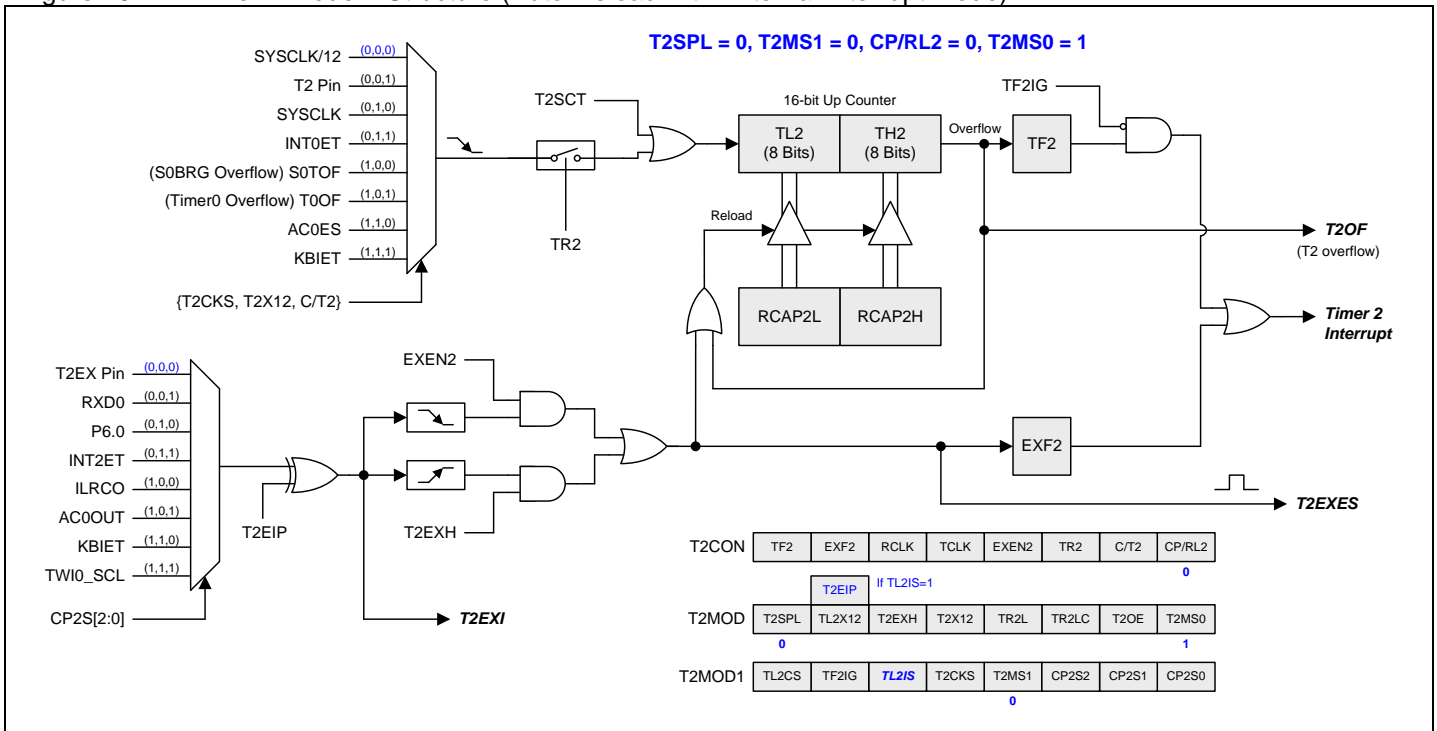 T2SPL = 0, T2MS1 = 0, CP/RL2 = 0, T2MS0 = 1
SYSCLK/12 (0,0,0)
T2 Pin (0,0,1)
SYSCLK (0,1,0)
INT0ET (0,1,1)
(S0BRG Overflow) S0TOF (1,0,0)
(Timer0 Overflow) T0OF (1,0,1)
AC0ES (1,1,0)
KBIET (1,1,1)
{T2CKS, T2X12, C/T2}
TR2
T2SCT
16-bit Up Counter
TL2
(8 Bits)
TH2
(8 Bits)
Overflow
TF2IG
TF2
Reload
RCAP2L
RCAP2H
T2OF
(T2 overflow)
Timer 2
Interrupt
T2EX Pin (0,0,0)
RXD0 (0,0,1)
P6.0 (0,1,0)
INT2ET (0,1,1)
ILRCO (1,0,0)
AC0OUT (1,0,1)
KBIET (1,1,0)
TWI0_SCL (1,1,1)
CP2S[2:0]
T2EIP
EXEN2
T2EXH
T2EXI
EXF2
T2EXES
T2CON TF2 EXF2 RCLK TCLK EXEN2 TR2 C/T2 CP/RL2
0
T2EIP If TL2IS=1
T2MOD T2SPL TL2X12 T2EXH T2X12 TR2L TR2LC T2OE T2MS0
0 1
T2MOD1 TL2CS TF2IG TL2IS T2CKS T2MS1 CP2S2 CP2S1 CP2S0
0